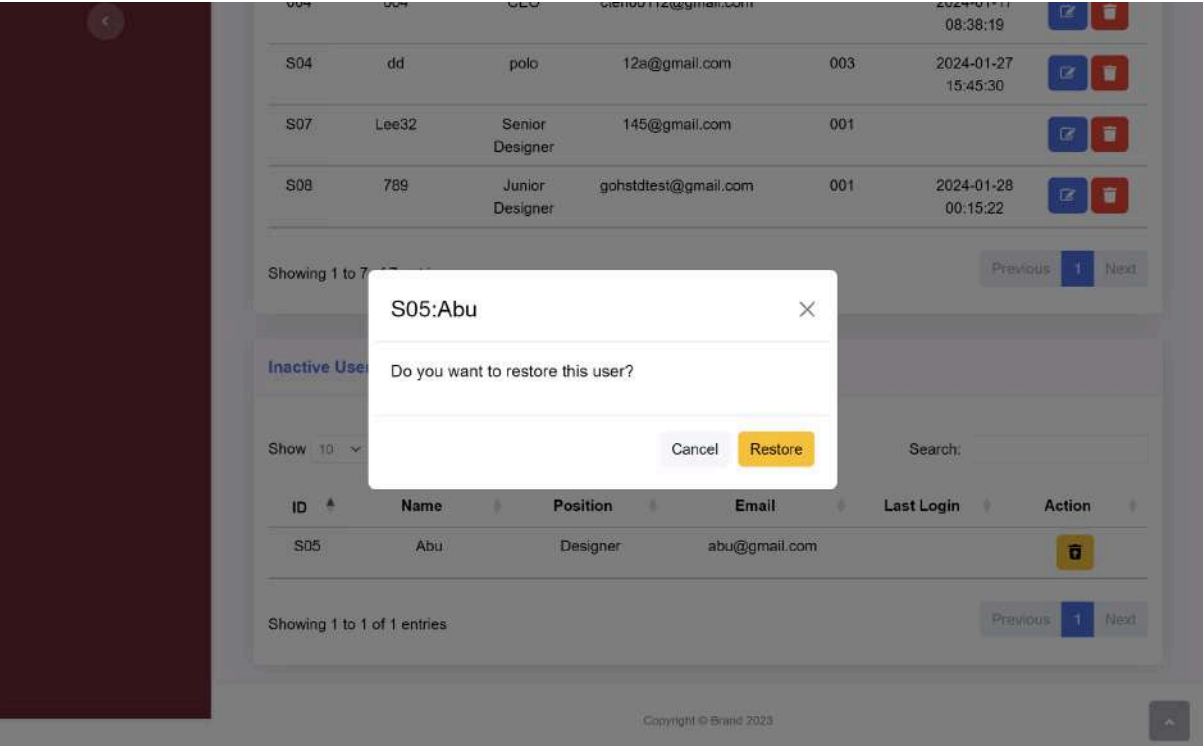 08:38:19
S04 dd polo 12a@gmail.com 003 2024-01-27
15:45:30
S07 Lee32 Senior 145@gmail.com 001
Designer
S08 789 Junior gohstdtest@gmail.com 001 2024-01-28
Designer 00:15:22
Showing 1 to 7
Previous 1 Next
S05:Abu
Do you want to restore this user?
Cancel Restore
Inactive
Show 10 Search:
ID Name Position Email Last Login Action
S05 Abu Designer abu@gmail.com
Showing 1 to 1 of 1 entries
Previous 1 Next
Copyright © Brand 2023